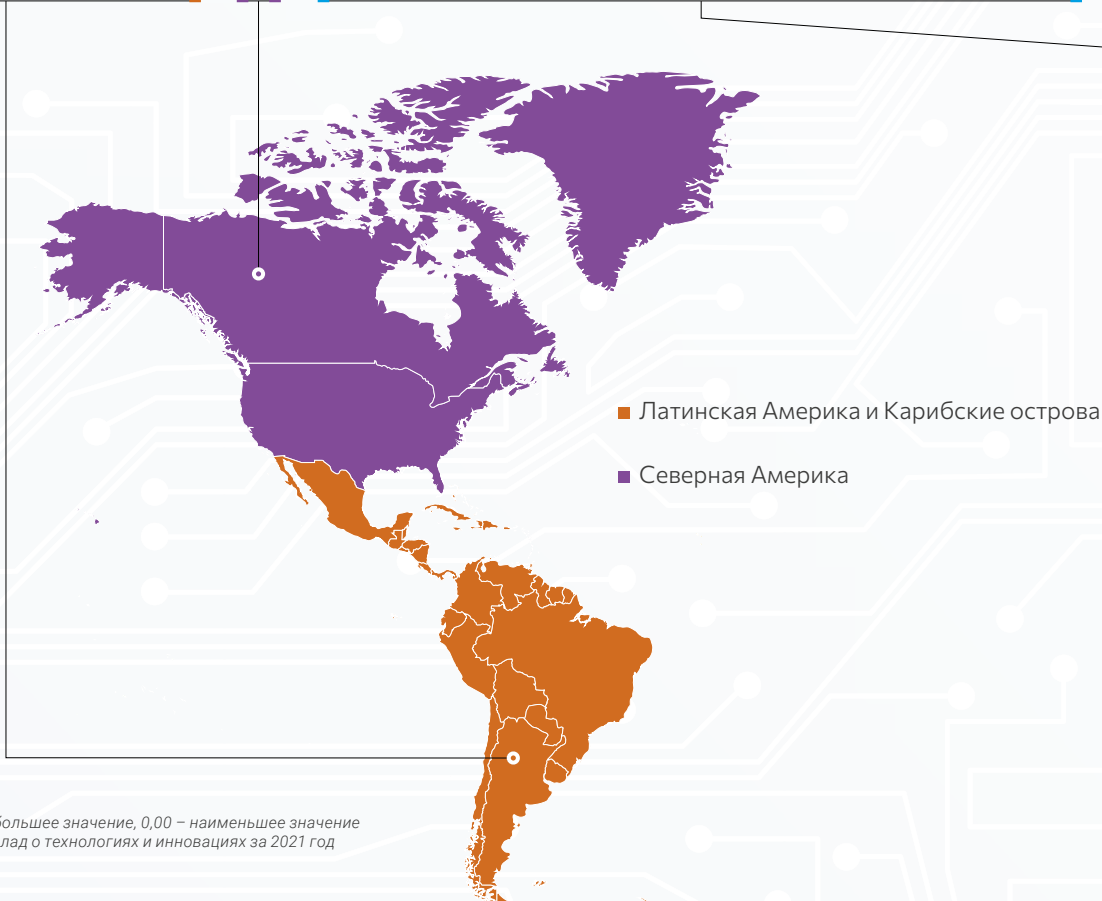 Латинская Америка и Карибские острова
Северная Америка
большее значение, 0,00 – наименьшее значение
лад о технологиях и инновациях за 2021 год